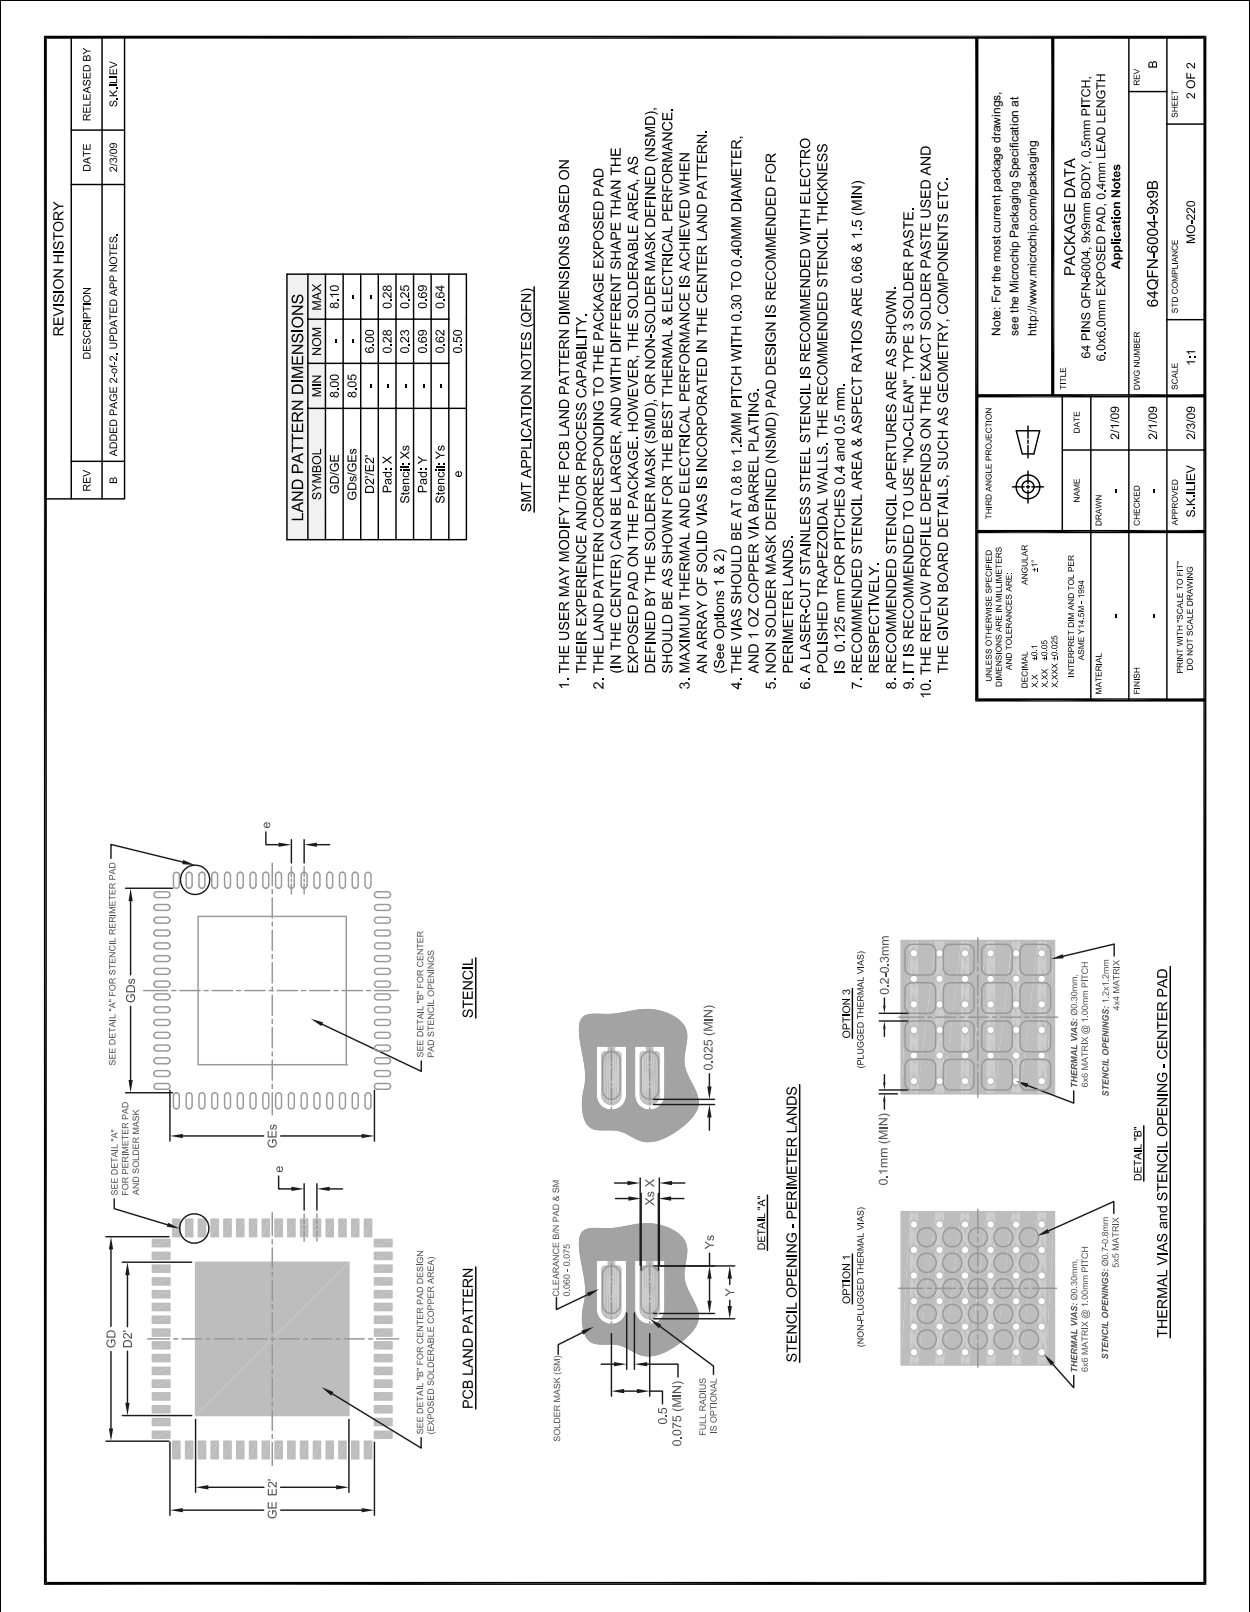 REVISION HISTORY
REV DESCRIPTION DATE RELEASED BY
B ADDED PAGE 2-of-2, UPDATED APP NOTES. 2/3/09 S.K.ILIEV
SEE DETAIL "A"
FOR PERIMETER PAD
AND SOLDER MASK
GD
D2'
e
GE
E2'
SEE DETAIL "B" FOR CENTER PAD DESIGN
(EXPOSED SOLDERABLE COPPER AREA)
PCB LAND PATTERN
SEE DETAIL "A" FOR STENCIL RERIMETER PAD
GDs
e
GEs
SEE DETAIL "B" FOR CENTER
PAD STENCIL OPENINGS
STENCIL
LAND PATTERN DIMENSIONS
SYMBOL MIN NOM MAX
GD/GE 8.00 - 8.10
GDs/GEs 8.05 - -
D2'/E2' - 6.00 -
Pad: X - 0.28 0.28
Stencil: Xs - 0.23 0.25
Pad: Y - 0.69 0.69
Stencil: Ys - 0.62 0.64
e 0.50
SMT APPLICATION NOTES (QFN)
1. THE USER MAY MODIFY THE PCB LAND PATTERN DIMENSIONS BASED ON
THEIR EXPERIENCE AND/OR PROCESS CAPABILITY.
2. THE LAND PATTERN CORRESPONDING TO THE PACKAGE EXPOSED PAD
(IN THE CENTER) CAN BE LARGER, AND WITH DIFFERENT SHAPE THAN THE
EXPOSED PAD ON THE PACKAGE. HOWEVER, THE SOLDERABLE AREA, AS
DEFINED BY THE SOLDER MASK (SMD), OR NON-SOLDER MASK DEFINED (NSMD),
SHOULD BE AS SHOWN FOR THE BEST THERMAL & ELECTRICAL PERFORMANCE.
3. MAXIMUM THERMAL AND ELECTRICAL PERFORMANCE IS ACHIEVED WHEN
AN ARRAY OF SOLID VIAS IS INCORPORATED IN THE CENTER LAND PATTERN.
(See Options 1 & 2)
4. THE VIAS SHOULD BE AT 0.8 to 1.2MM PITCH WITH 0.30 TO 0.40MM DIAMETER,
AND 1 OZ COPPER VIA BARREL PLATING.
5. NON SOLDER MASK DEFINED (NSMD) PAD DESIGN IS RECOMMENDED FOR
PERIMETER LANDS.
6. A LASER-CUT STAINLESS STEEL STENCIL IS RECOMMENDED WITH ELECTRO
POLISHED TRAPEZOIDAL WALLS. THE RECOMMENDED STENCIL THICKNESS
IS 0.125 mm FOR PITCHES 0.4 and 0.5 mm.
7. RECOMMENDED STENCIL AREA & ASPECT RATIOS ARE 0.66 & 1.5 (MIN)
RESPECTIVELY.
8. RECOMMENDED STENCIL APERTURES ARE AS SHOWN.
9. IT IS RECOMMENDED TO USE "NO-CLEAN", TYPE 3 SOLDER PASTE.
10. THE REFLOW PROFILE DEPENDS ON THE EXACT SOLDER PASTE USED AND
THE GIVEN BOARD DETAILS, SUCH AS GEOMETRY, COMPONENTS ETC.
SOLDER MASK (SM)
CLEARANCE B/N PAD & SM
0.060 - 0.075
Xs X
Ys
Y
0.5
0.075 (MIN)
FULL RADIUS
IS OPTIONAL
0.025 (MIN)
DETAIL "A"
STENCIL OPENING - PERIMETER LANDS
OPTION 1
(NON-PLUGGED THERMAL VIAS)
THERMAL VIAS: Ø0.30mm,
6x6 MATRIX @ 1.00mm PITCH
STENCIL OPENINGS: Ø0.7-0.8mm
5x5 MATRIX
OPTION 3
(PLUGGED THERMAL VIAS)
0.1mm (MIN)
0.2-0.3mm
THERMAL VIAS: Ø0.30mm,
6x6 MATRIX @ 1.00mm PITCH
STENCIL OPENINGS: 1.2x1.2mm
4x4 MATRIX
DETAIL "B"
THERMAL VIAS and STENCIL OPENING - CENTER PAD
UNLESS OTHERWISE SPECIFIED
DIMENSIONS ARE IN MILLIMETERS
AND TOLERANCES ARE:
DECIMAL ANGULAR
X.X ±0.1 ±1°
X.XX ±0.05
X.XXX ±0.025
INTERPRET DIM AND TOL PER
ASME Y14.5M - 1994
MATERIAL
-
FINISH
-
PRINT WITH "SCALE TO FIT"
DO NOT SCALE DRAWING
THIRD ANGLE PROJECTION
NAME DATE
DRAWN
- 2/1/09
CHECKED
- 2/1/09
APPROVED
S.K.ILIEV 2/3/09
Note: For the most current package drawings,
see the Microchip Packaging Specification at
http://www.microchip.com/packaging
TITLE
PACKAGE DATA
64 PINS QFN-6004, 9x9mm BODY, 0.5mm PITCH,
6.0x6.0mm EXPOSED PAD, 0.4mm LEAD LENGTH
Application Notes
DWG NUMBER
64QFN-6004-9x9B
REV
B
SCALE
1:1
STD COMPLIANCE
MO-220
SHEET
2 OF 2